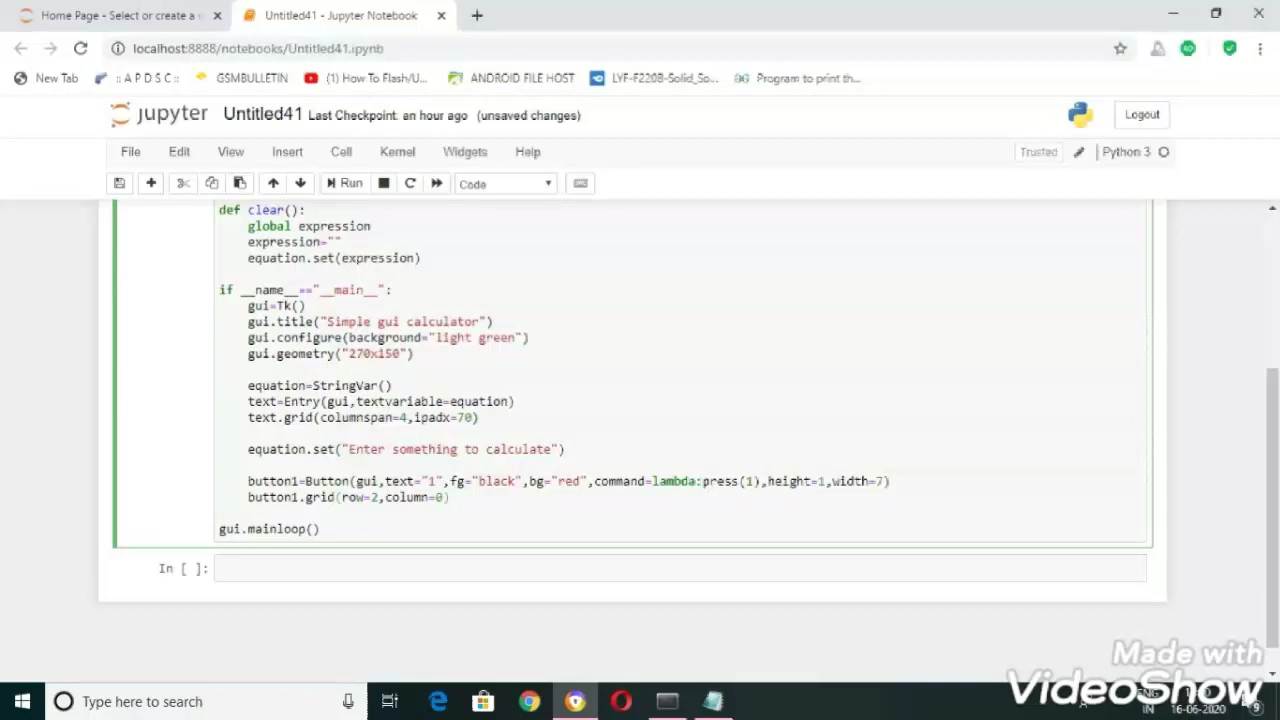 Home Page - Select or create a n
Untitled41 - Jupyter Notebook
localhost:8888/notebooks/Untitled41.ipynb
New Tab
:: A P D S C ::
GSMBULLETIN
(1) How To Flash/U...
ANDROID FILE HOST
LYF-F220B-Solid_So...
Program to print th...
jupyter
Untitled41 Last Checkpoint: an hour ago (unsaved changes)
Logout
File Edit View Insert Cell Kernel Widgets Help
Trusted
Python 3
Run
Code
def clear():
    global expression
    expression=""
    equation.set(expression)
if __name__=="__main__":
    gui=Tk()
    gui.title("Simple gui calculator")
    gui.configure(background="light green")
    gui.geometry("270x150")
    equation=StringVar()
    text=Entry(gui,textvariable=equation)
    text.grid(columnspan=4,ipadx=70)
    equation.set("Enter something to calculate")
    button1=Button(gui,text="1",fg="black",bg="red",command=lambda:press(1),height=1,width=7)
    button1.grid(row=2,column=0)
gui.mainloop()
In [ ]:
Made with
VideoShow
Type here to search
ENG
IN
16-06-2020
9